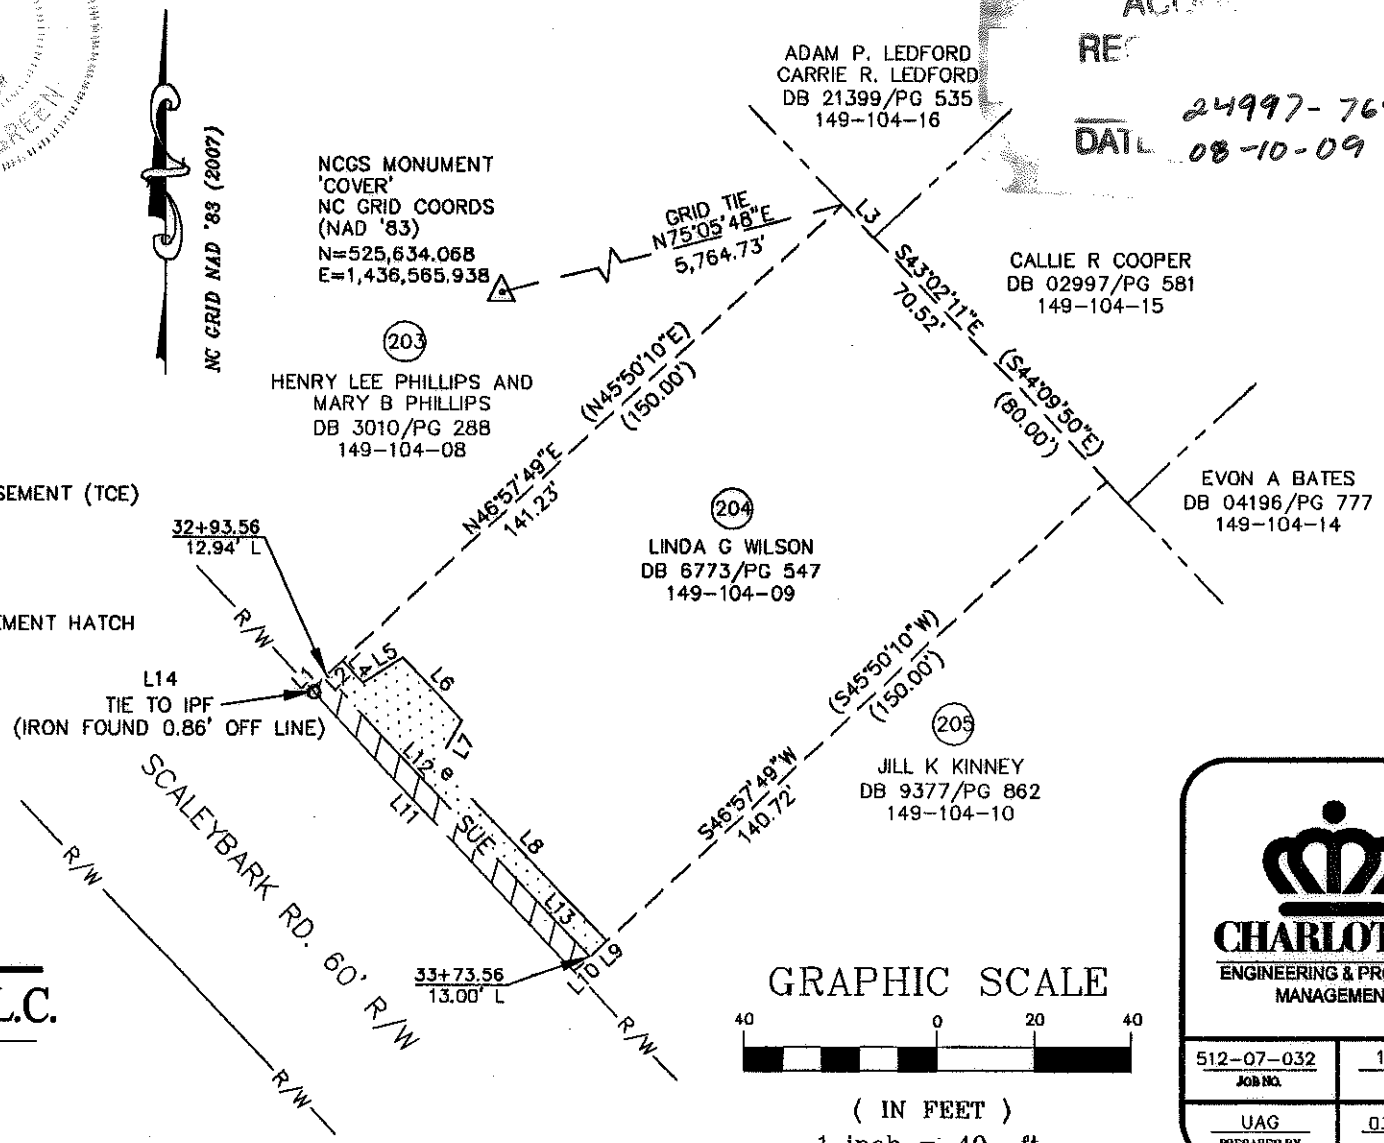 GREEN
NC GRID NAD '83 (2007)
NCGS MONUMENT
'COVER'
NC GRID COORDS
(NAD '83)
N=525,634.068
E=1,436,565,938
ADAM P. LEDFORD
CARRIE R. LEDFORD
DB 21399/PG 535
149-104-16
24997-76
08-10-09
GRID TIE
N75°05'48"E
5,764.73'
L3
S43°02'11"E
70.52'
(S44°09'50"E)
(80.00')
CALLIE R COOPER
DB 02997/PG 581
149-104-15
203
HENRY LEE PHILLIPS AND
MARY B PHILLIPS
DB 3010/PG 288
149-104-08
(N45°50'10"E)
(150.00')
N46°57'49"E
141.23'
EVON A BATES
DB 04196/PG 777
149-104-14
SEMENT (TCE)
204
LINDA G WILSON
DB 6773/PG 547
149-104-09
32+93.56
12.94' L
EMENT HATCH
R/W
L1
L2
L4
L5
L6
L7
L14
TIE TO IPF
(IRON FOUND 0.86' OFF LINE)
(S45°50'10"W)
(150.00')
S46°57'49"W
140.72'
205
JILL K KINNEY
DB 9377/PG 862
149-104-10
L12
e
L11
SUE
L8
L13
L9
L10
SCALEYBARK RD. 60' R/W
R/W
R/W
R/W
33+73.56
13.00' L
L.C.
GRAPHIC SCALE
40 0 20 40
( IN FEET )
1 inch = 40 ft.
CHARLOT
ENGINEERING & PR
MANAGEMEN
512-07-032
JOB NO.
UAG
PREPARED BY